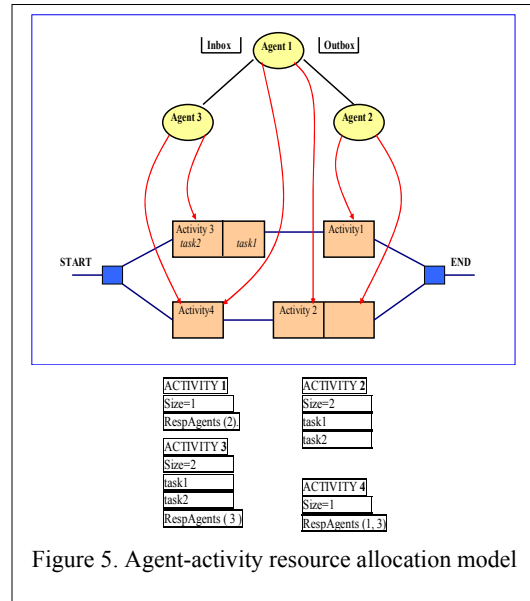 Inbox
Agent 1
Outbox
Agent 3
Agent 2
Activity 3
task2
task1
Activity1
START
END
Activity4
Activity 2
ACTIVITY 1
Size=1
RespAgents (2).
ACTIVITY 2
Size=2
task1
task2
ACTIVITY 3
Size=2
task1
task2
RespAgents ( 3 )
ACTIVITY 4
Size=1
RespAgents (1, 3)
Figure 5. Agent-activity resource allocation model